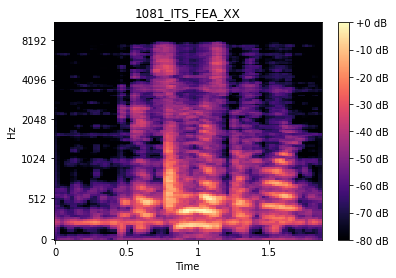 1081_ITS_FEA_XX
Hz
8192
4096
2048
1024
512
0
0
0.5
1
1.5
Time
+0 dB
-10 dB
-20 dB
-30 dB
-40 dB
-50 dB
-60 dB
-70 dB
-80 dB